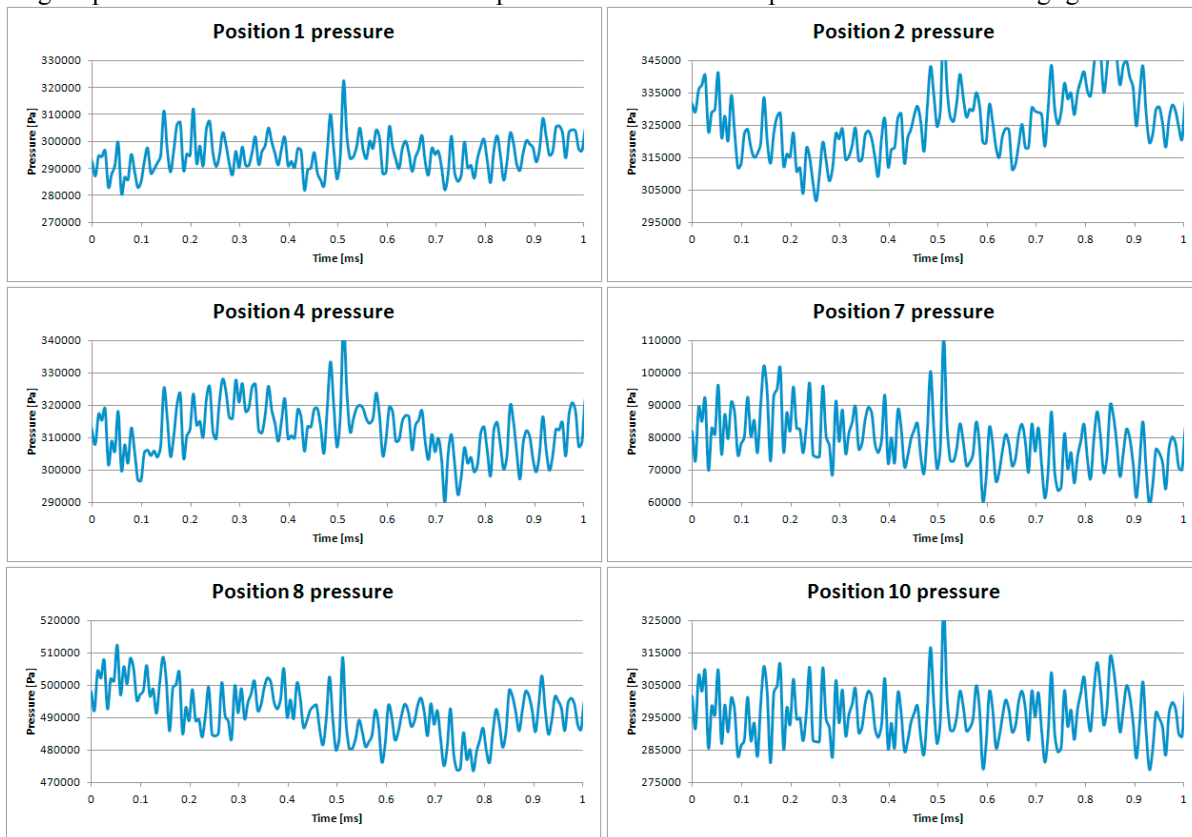 Position 1 pressure
Pressure [Pa]
330000
320000
310000
300000
290000
280000
270000
0 0.1 0.2 0.3 0.4 0.5 0.6 0.7 0.8 0.9 1
Time [ms]
Position 2 pressure
Pressure [Pa]
345000
335000
325000
315000
305000
295000
0 0.1 0.2 0.3 0.4 0.5 0.6 0.7 0.8 0.9 1
Time [ms]
Position 4 pressure
Pressure [Pa]
340000
330000
320000
310000
300000
290000
0 0.1 0.2 0.3 0.4 0.5 0.6 0.7 0.8 0.9 1
Time [ms]
Position 7 pressure
Pressure [Pa]
110000
100000
90000
80000
70000
60000
0 0.1 0.2 0.3 0.4 0.5 0.6 0.7 0.8 0.9 1
Time [ms]
Position 8 pressure
Pressure [Pa]
520000
510000
500000
490000
480000
470000
0 0.1 0.2 0.3 0.4 0.5 0.6 0.7 0.8 0.9 1
Time [ms]
Position 10 pressure
Pressure [Pa]
325000
315000
305000
295000
285000
275000
0 0.1 0.2 0.3 0.4 0.5 0.6 0.7 0.8 0.9 1
Time [ms]